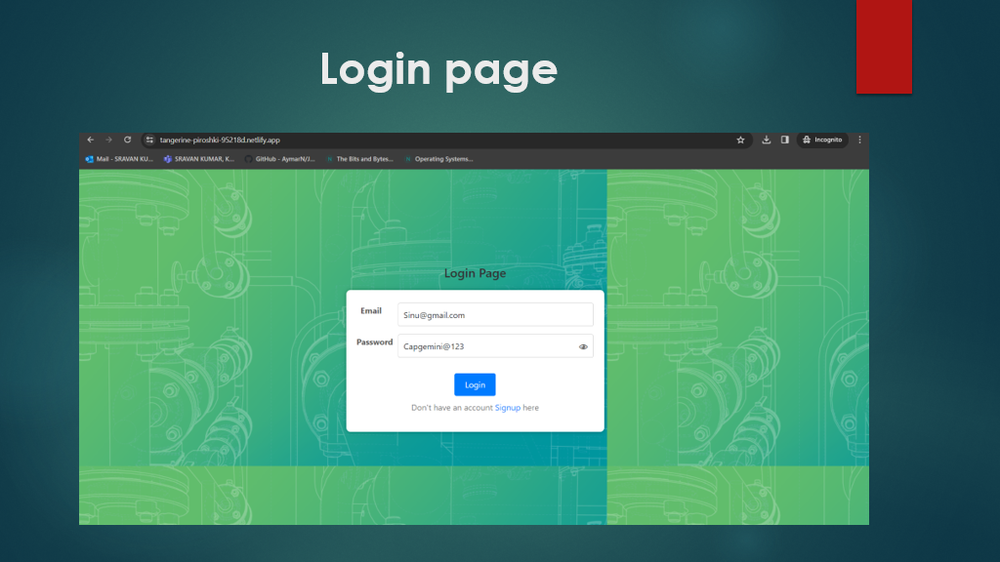 Login page
tangerine-piroshki-95218d.netlify.app Incognito
Mail - SRAVAN KU... SRAVAN KUMAR, K... GitHub - AymarN/J... The Bits and Bytes... Operating Systems...
Login Page
Email Sinu@gmail.com
Password Capgemini@123
Login
Don't have an account Signup here